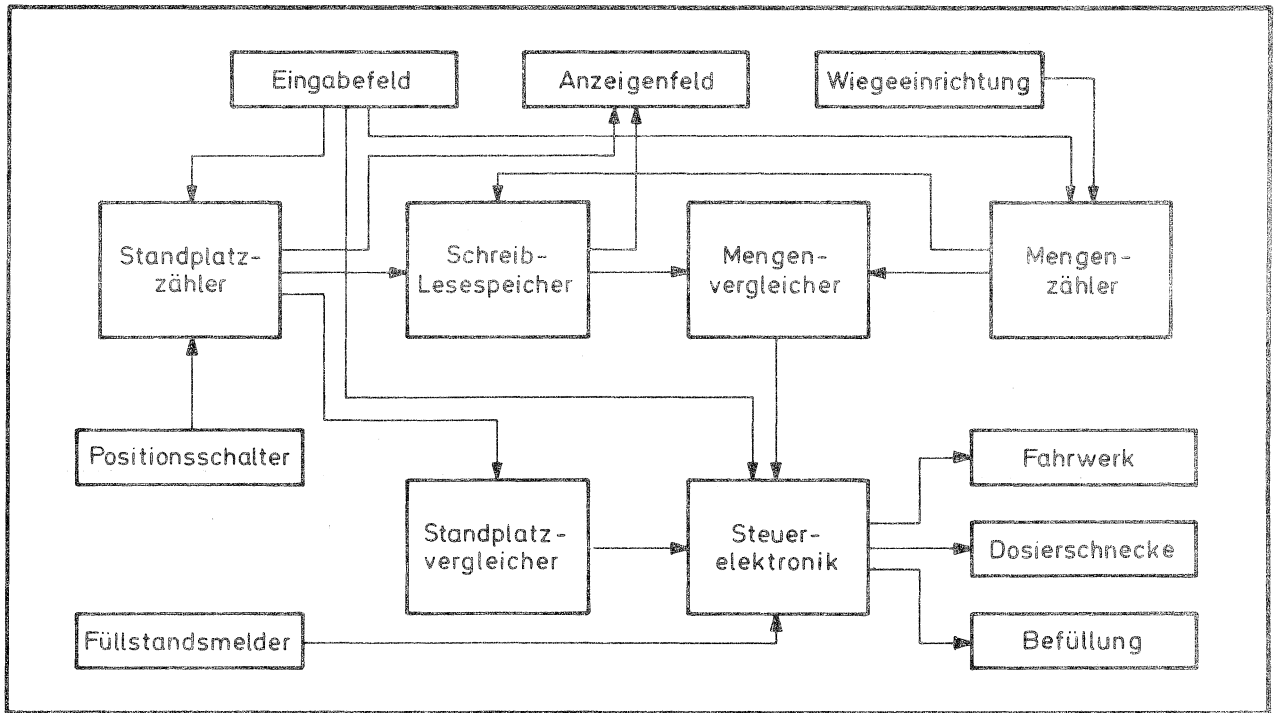 Eingabefeld
Anzeigenfeld
Wiegeeinrichtung
Standplatz-
zähler
Schreib-
Lesespeicher
Mengen-
vergleicher
Mengen-
zähler
Positionsschalter
Fahrwerk
Standplatz-
vergleicher
Steuer-
elektronik
Dosierschnecke
Füllstandsmelder
Befüllung